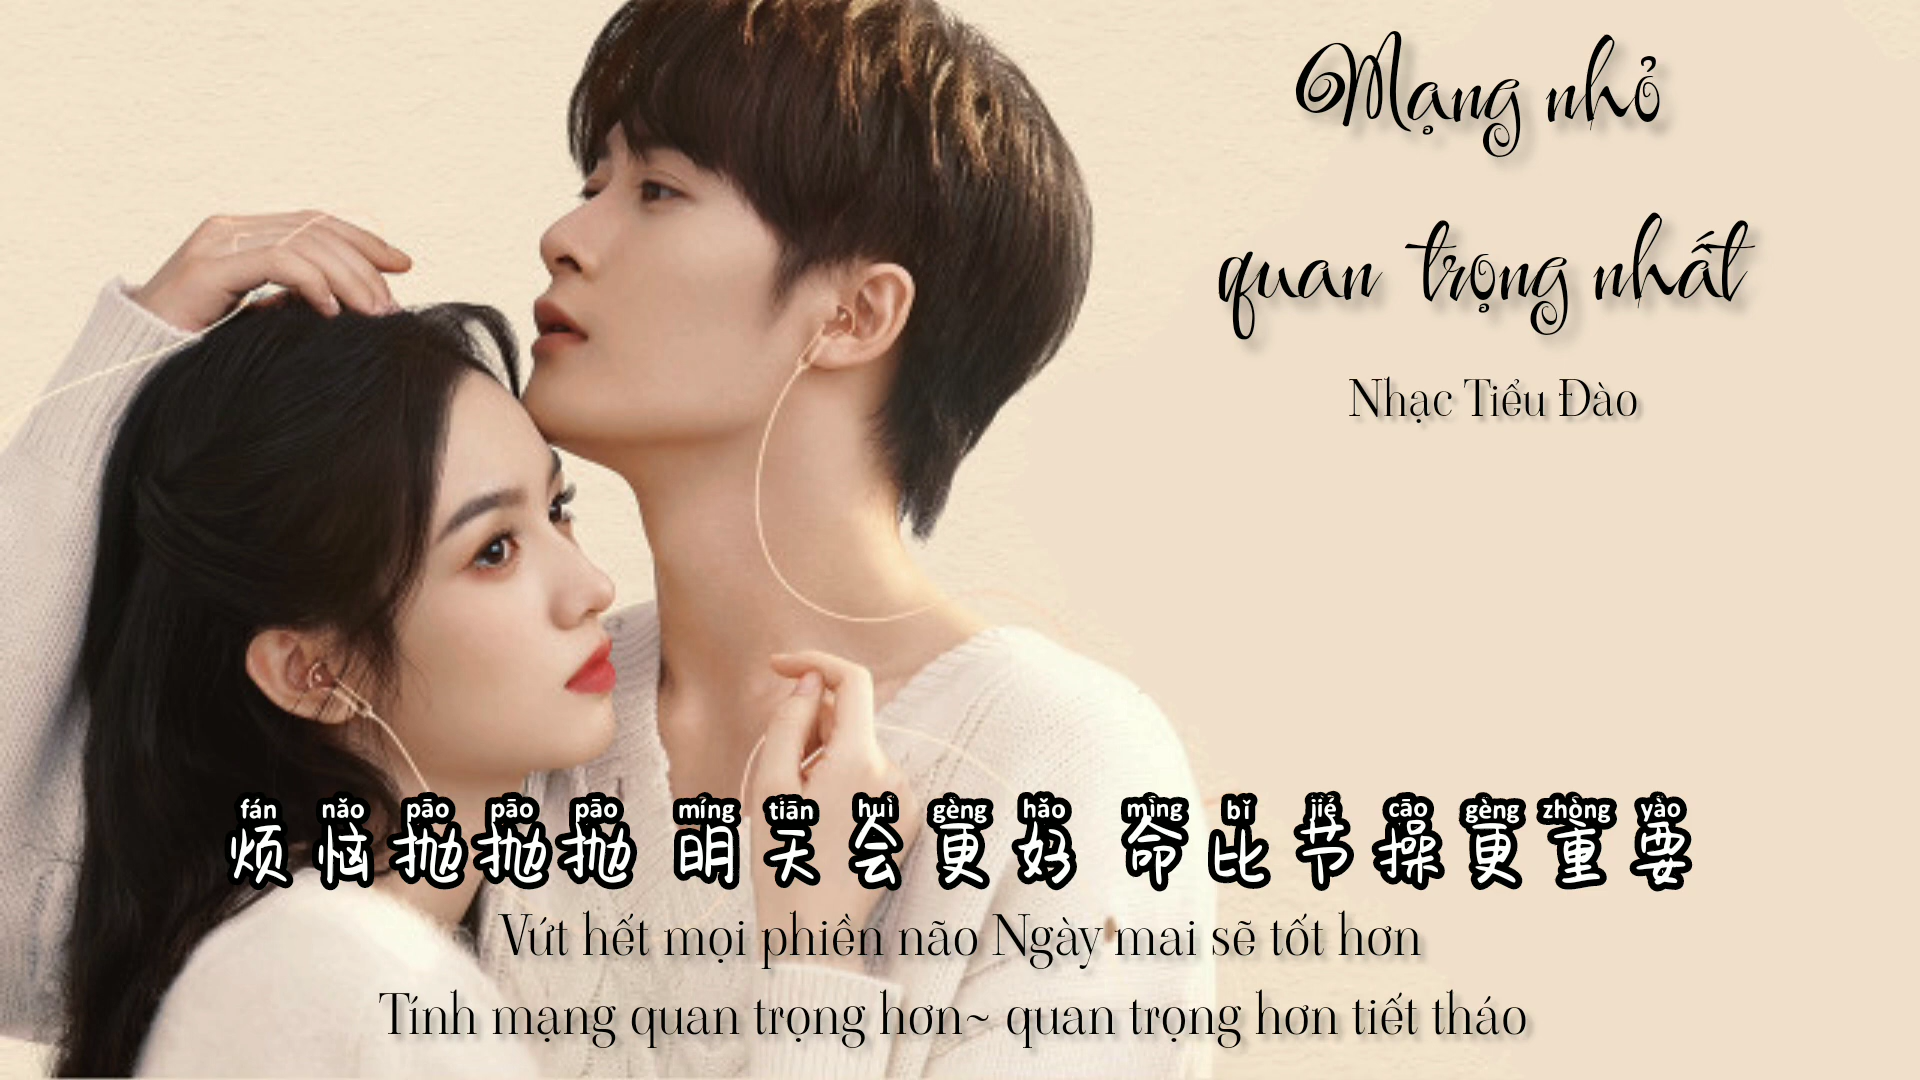 Mạng nhỏ
quan trọng nhất
Nhạc Tiểu Đào
fán nǎo pāo pāo pāo míng tiān huì gèng hǎo mìng bǐ jié cāo gèng zhòng yào
烦恼抛抛抛 明天会更好 命比节操更重要
Vứt hết mọi phiền não Ngày mai sẽ tốt hơn
Tính mạng quan trọng hơn~ quan trọng hơn tiết tháo